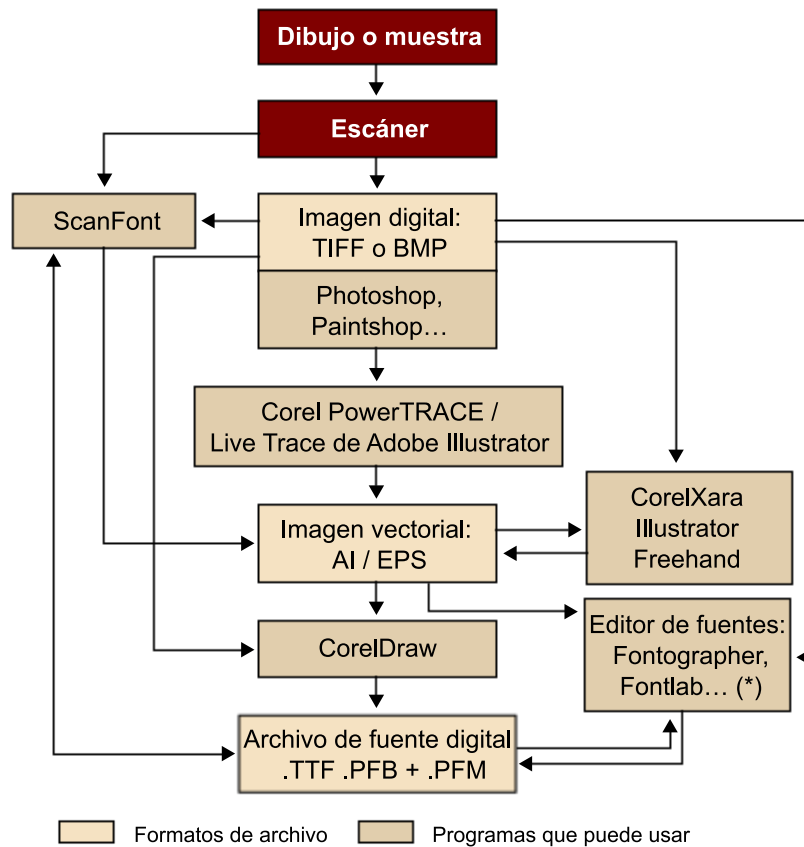 Dibujo o muestra
Escáner
ScanFont
Imagen digital:
TIFF o BMP
Photoshop,
Paintshop…
Corel PowerTRACE /
Live Trace de Adobe Illustrator
Imagen vectorial:
AI / EPS
CorelXara
Illustrator
Freehand
CorelDraw
Editor de fuentes:
Fontographer,
Fontlab… (*)
Archivo de fuente digital
.TTF .PFB + .PFM
Formatos de archivo
Programas que puede usar